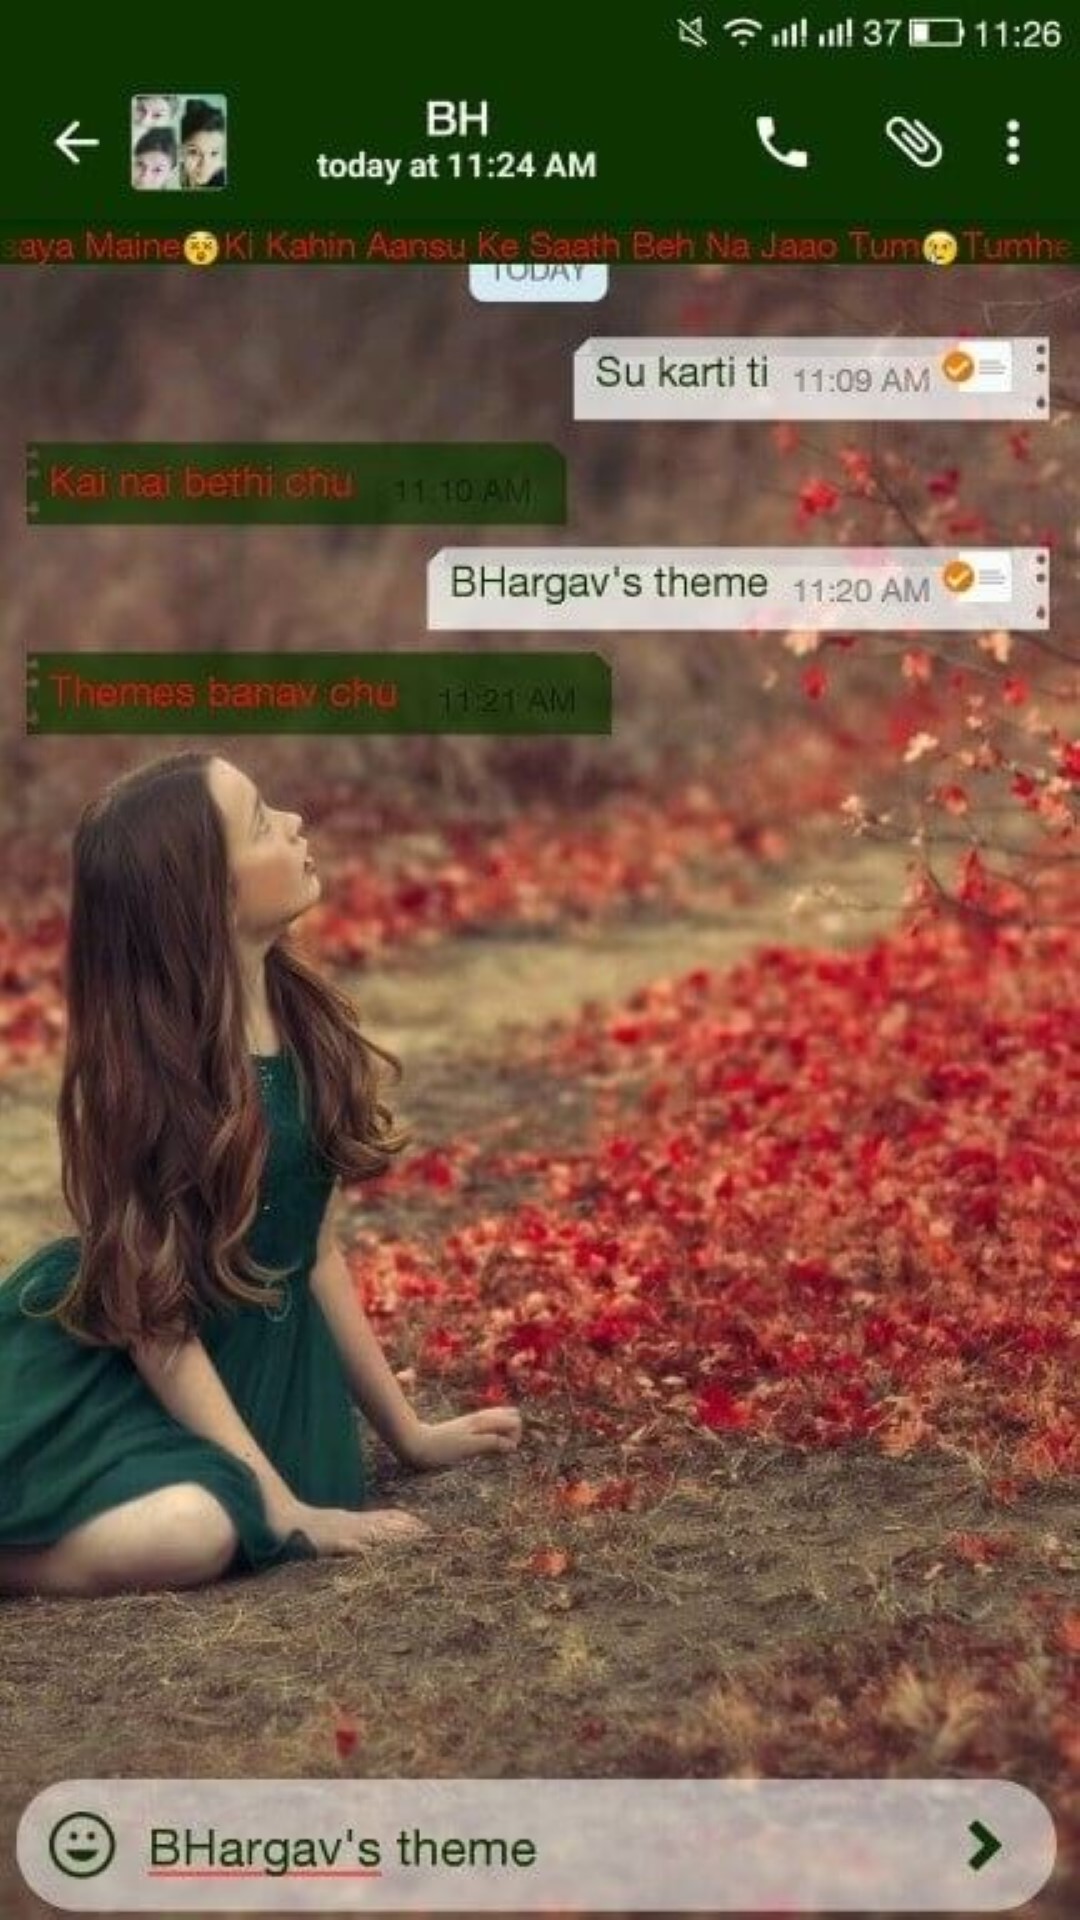 37 11:26
BH
today at 11:24 AM
aya Maine😲Ki Kahin Aansu Ke Saath Beh Na Jaao Tum😢Tumhe
TODAY
Su karti ti 11:09 AM
Kai nai bethi chu 11:10 AM
BHargav's theme 11:20 AM
Themes banav chu 11:21 AM
BHargav's theme